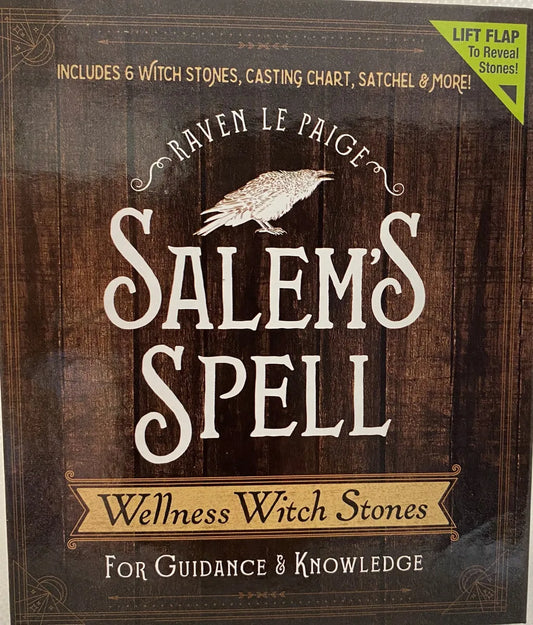 LIFT FLAP
To Reveal
Stones!
INCLUDES 6 WITCH STONES, CASTING CHART, SATCHEL & MORE!
RAVEN LE PAIGE
SALEM'S
SPELL
Wellness Witch Stones
FOR GUIDANCE & KNOWLEDGE